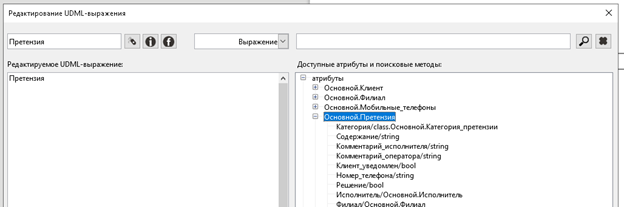 Редактирование UDML-выражения
Претензия
Выражение
Редактируемое UDML-выражение:
Доступные атрибуты и поисковые методы:
Претензия
атрибуты
Основной.Клиент
Основной.Филиал
Основной.Мобильные_телефоны
Основной.Претензия
Категория/class.Основной.Категория_претензии
Содержание/string
Комментарий_исполнителя/string
Комментарий_оператора/string
Клиент_уведомлен/bool
Номер_телефона/string
Решение/bool
Исполнитель/Основной.Исполнитель
Филиал/Основной.Филиал